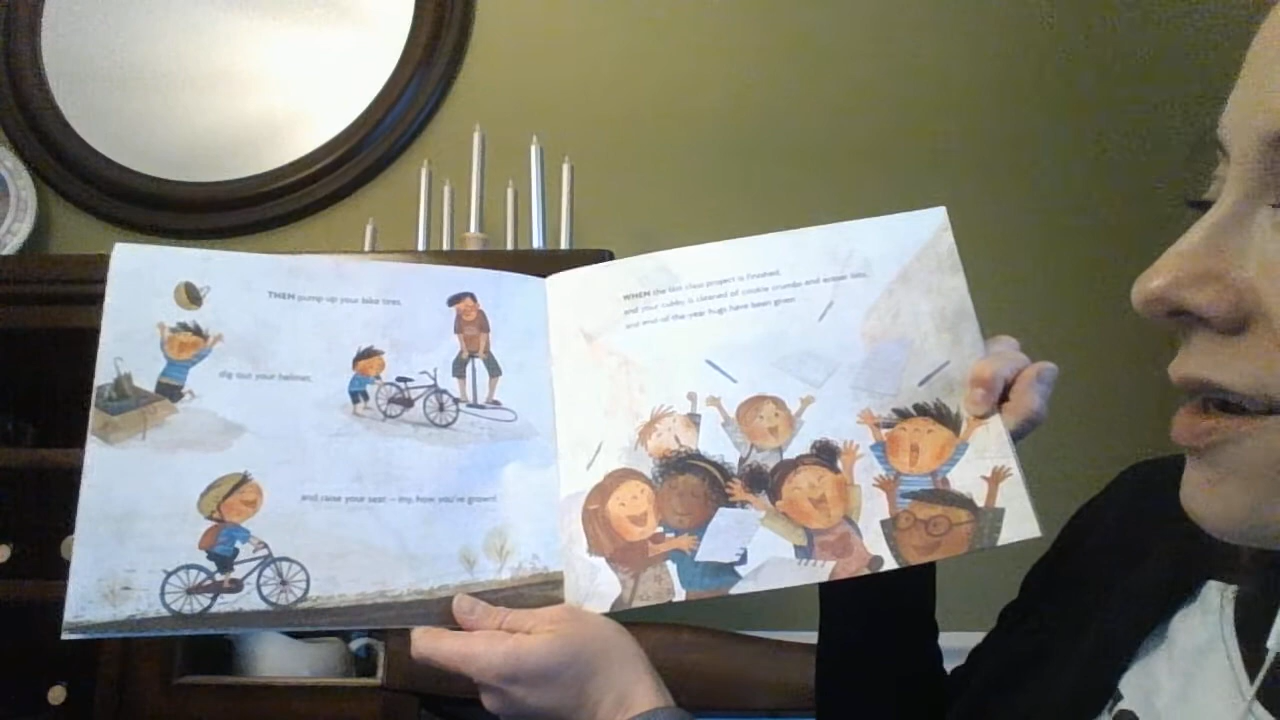 THEN pump up your bike tires,
dig out your helmet,
and raise your seat – my, how you've grown!
WHEN the last class project is finished,
and your cubby is cleaned of cookie crumbs and eraser bits,
and end-of-the-year hugs have been given